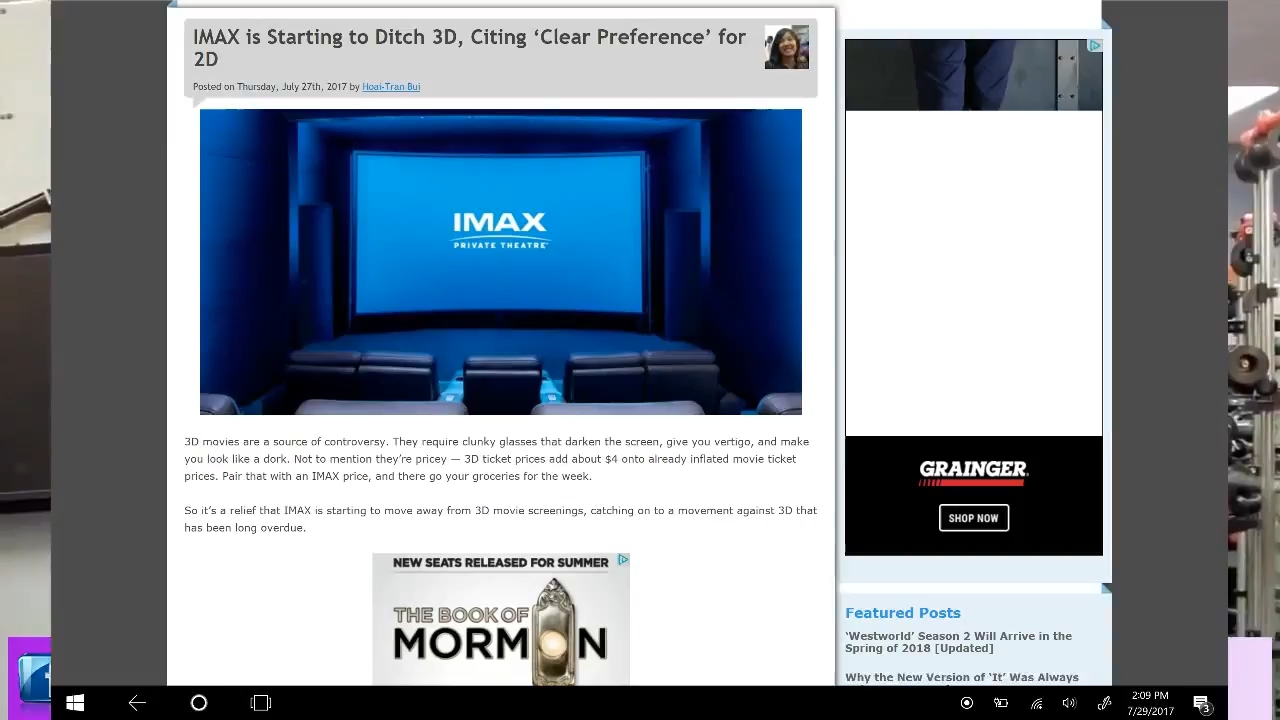 IMAX is Starting to Ditch 3D, Citing ‘Clear Preference’ for
2D
Posted on Thursday, July 27th, 2017 by Hoai-Tran Bui
IMAX
PRIVATE THEATRE
3D movies are a source of controversy. They require clunky glasses that darken the screen, give you vertigo, and make
you look like a dork. Not to mention they’re pricey — 3D ticket prices add about $4 onto already inflated movie ticket
prices. Pair that with an IMAX price, and there go your groceries for the week.
So it’s a relief that IMAX is starting to move away from 3D movie screenings, catching on to a movement against 3D that
has been long overdue.
NEW SEATS RELEASED FOR SUMMER
THE BOOK OF
MORMON
GRAINGER
SHOP NOW
Featured Posts
‘Westworld’ Season 2 Will Arrive in the
Spring of 2018 [Updated]
Why the New Version of ‘It’ Was Always
2:09 PM
7/29/2017
3